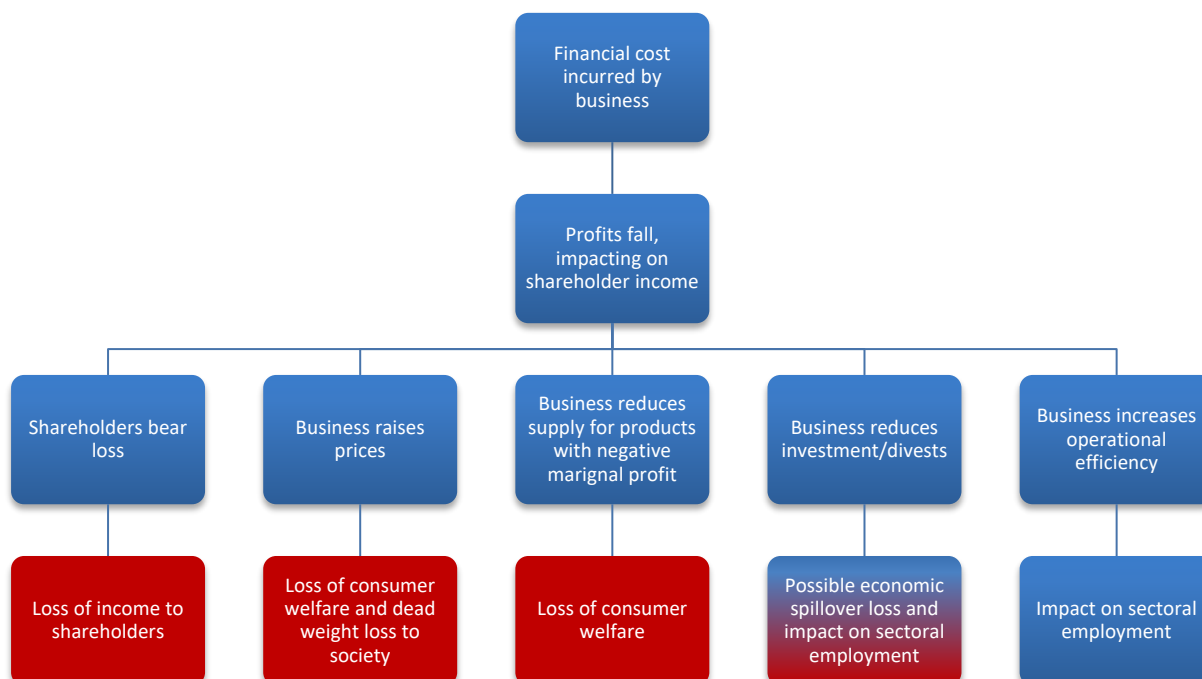 Financial cost
incurred by
business
Profits fall,
impacting on
shareholder income
Shareholders bear
loss
Business raises
prices
Business reduces
supply for products
with negative
marignal profit
Business reduces
investment/divests
Business increases
operational
efficiency
Loss of income to
shareholders
Loss of consumer
welfare and dead
weight loss to
society
Loss of consumer
welfare
Possible economic
spillover loss and
impact on sectoral
employment
Impact on sectoral
employment